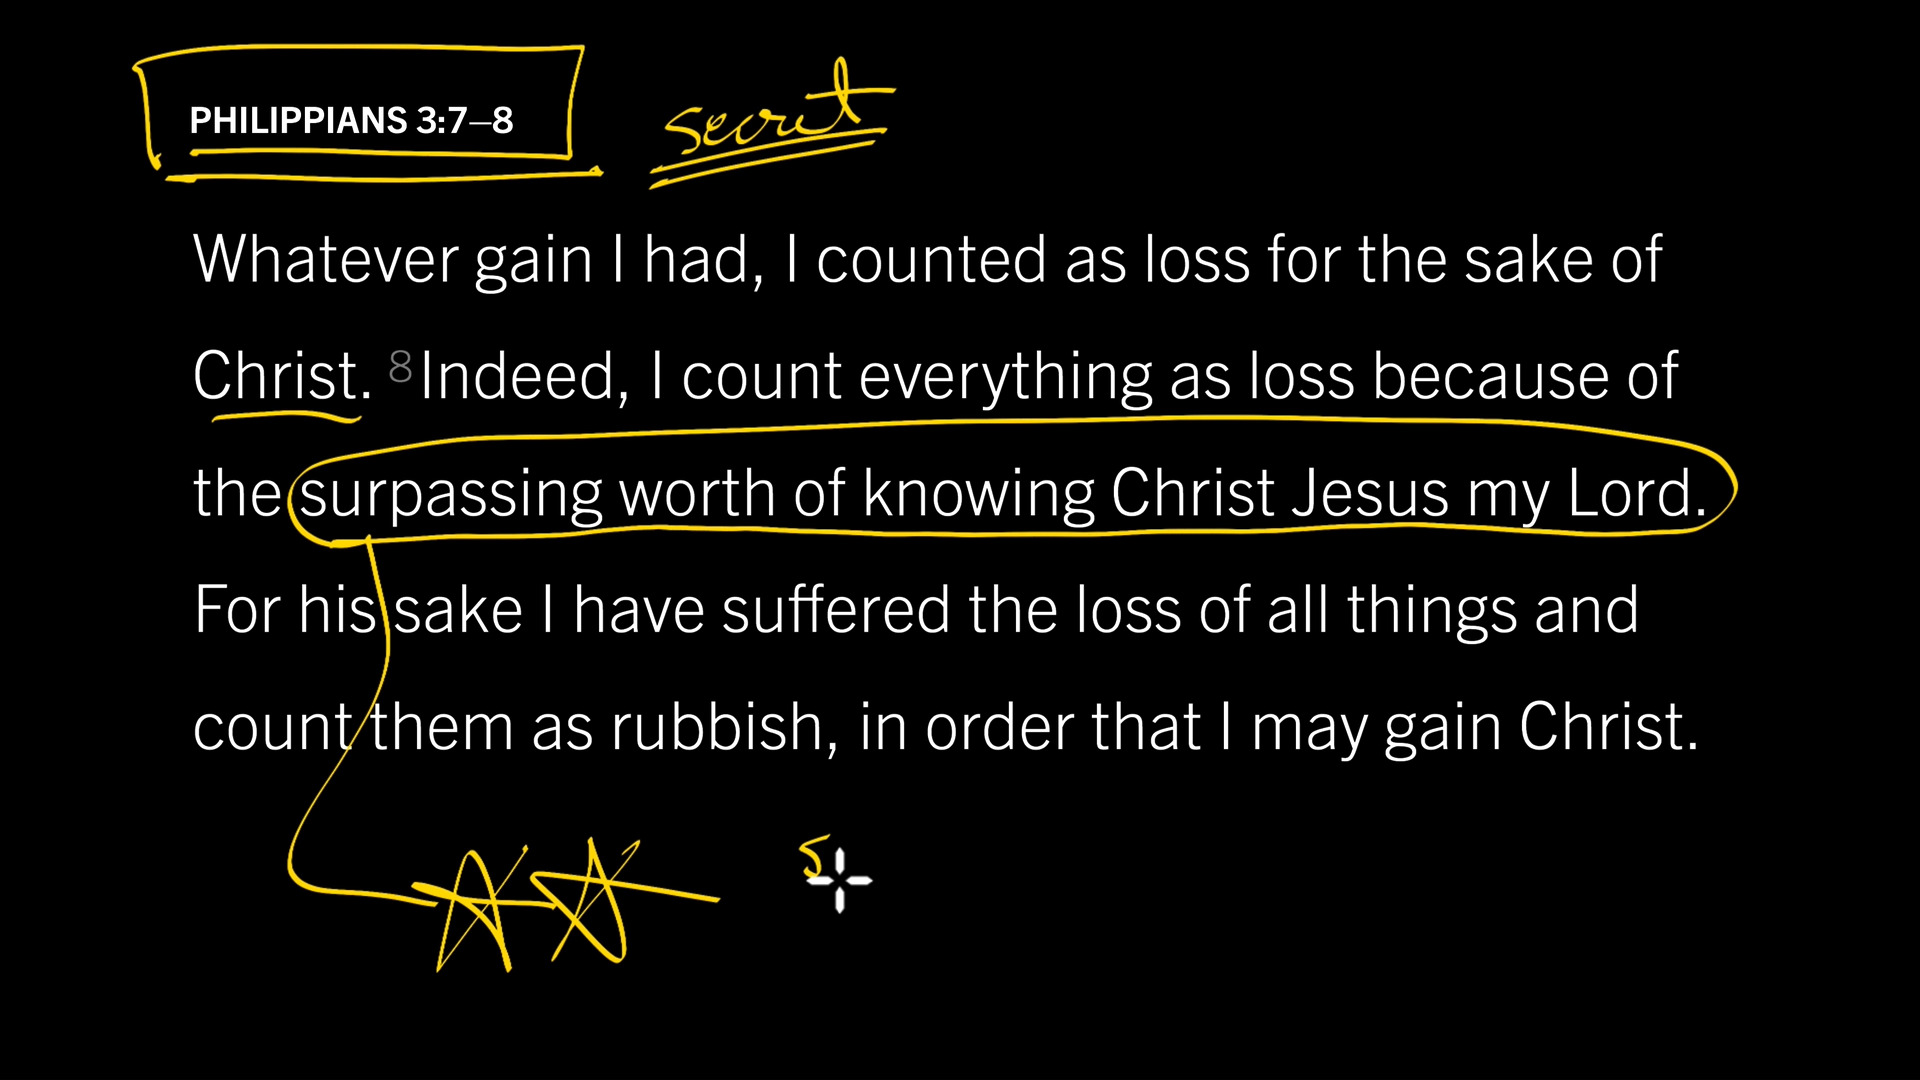 PHILIPPIANS 3:7–8 secret
Whatever gain I had, I counted as loss for the sake of
Christ. 8 Indeed, I count everything as loss because of
the surpassing worth of knowing Christ Jesus my Lord.
For his sake I have suffered the loss of all things and
count them as rubbish, in order that I may gain Christ.
s